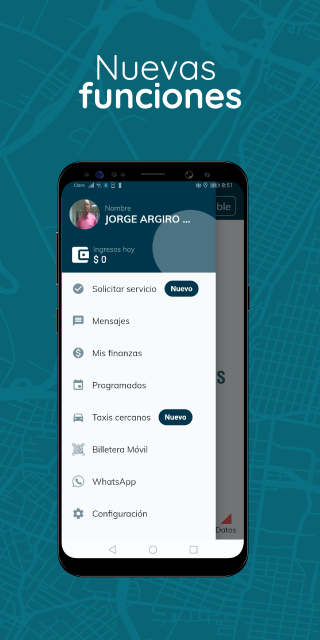 Nuevas
funciones
Claro 8:51
Nombre
JORGE ARGIRO ...
ble
Ingresos hoy
$ 0
Solicitar servicio Nuevo
Mensajes
Mis finanzas
S
Programados
Taxis cercanos Nuevo
Billetera Móvil
WhatsApp
Configuración
Datos